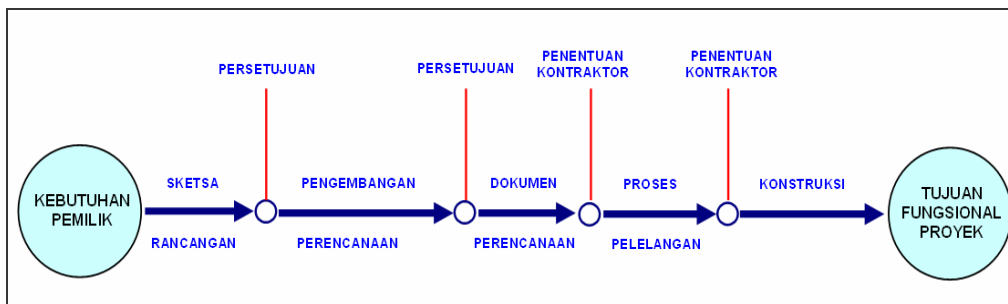 PERSETUJUAN
PERSETUJUAN
PENENTUAN
KONTRAKTOR
PENENTUAN
KONTRAKTOR
KEBUTUHAN
PEMILIK
SKETSA
RANCANGAN
PENGEMBANGAN
PERENCANAAN
DOKUMEN
PERENCANAAN
PROSES
PELELANGAN
KONSTRUKSI
TUJUAN
FUNGSIONAL
PROYEK